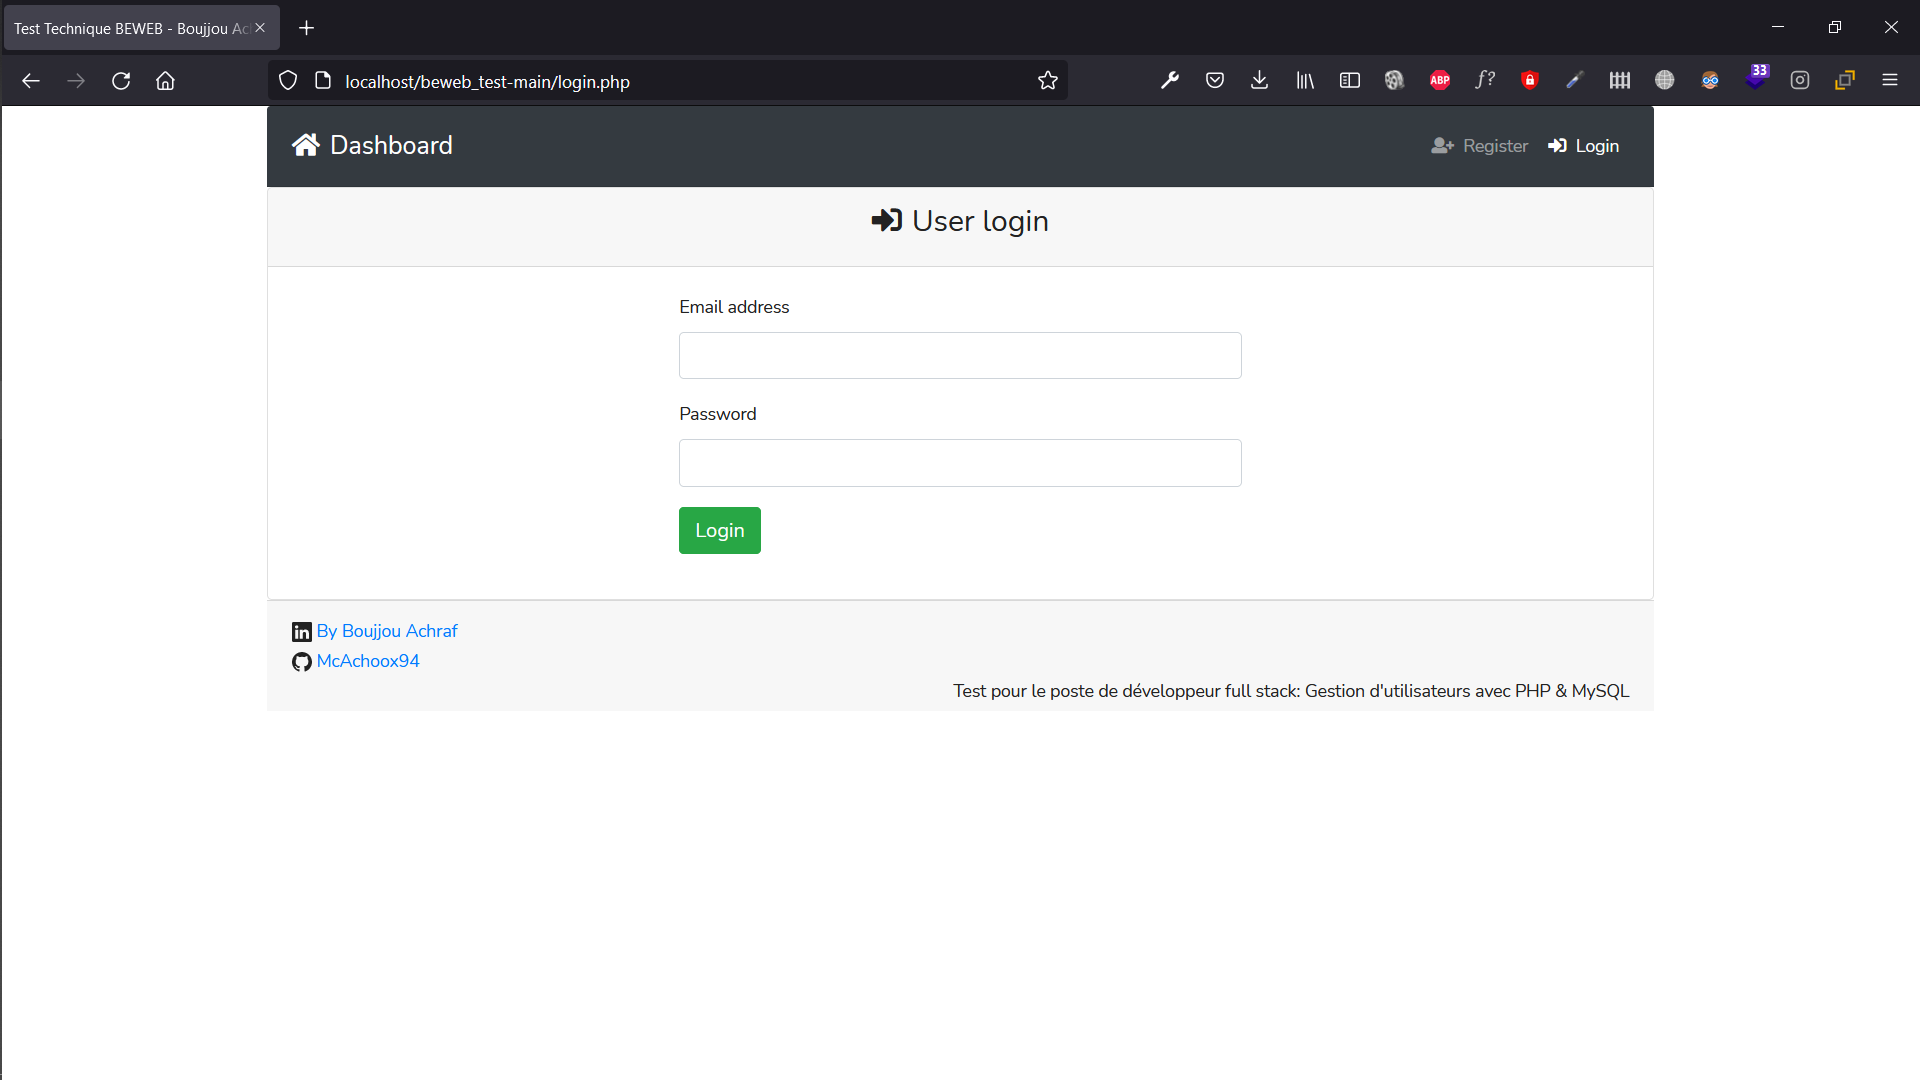 Test Technique BEWEB - Boujjou Ac
localhost/beweb_test-main/login.php
ABP
f?
33
Dashboard
Register
Login
User login
Email address
Password
Login
in By Boujjou Achraf
McAchoox94
Test pour le poste de développeur full stack: Gestion d'utilisateurs avec PHP & MySQL